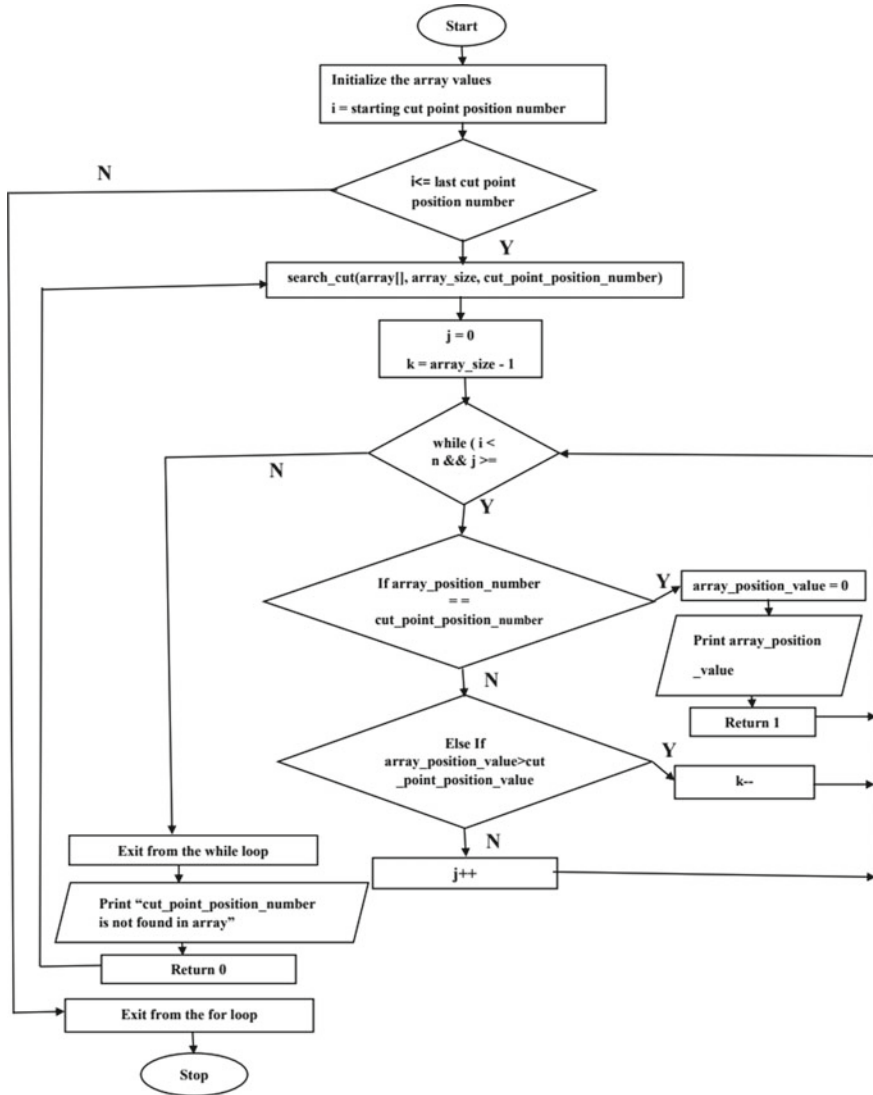 Start
Initialize the array values
i = starting cut point position number
N
i<= last cut point
position number
Y
search_cut(array[], array_size, cut_point_position_number)
j = 0
k = array_size - 1
while ( i <
n && j >=
N
Y
If array_position_number
= =
cut_point_position_number
Y
array_position_value = 0
Print array_position
_value
Return 1
N
Else If
array_position_value>cut
_point_position_value
Y
k--
N
j++
Exit from the while loop
Print “cut_point_position_number
is not found in array”
Return 0
Exit from the for loop
Stop